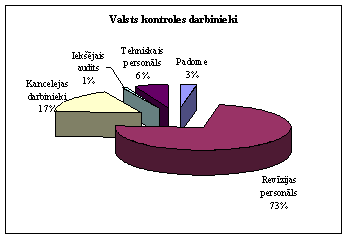 Valsts kontroles darbinieki
Iekšējais
audits
1%
Tehniskais
personāls
6%
Padome
3%
Kancelejas
darbinieki
17%
Revīzijas
personāls
73%